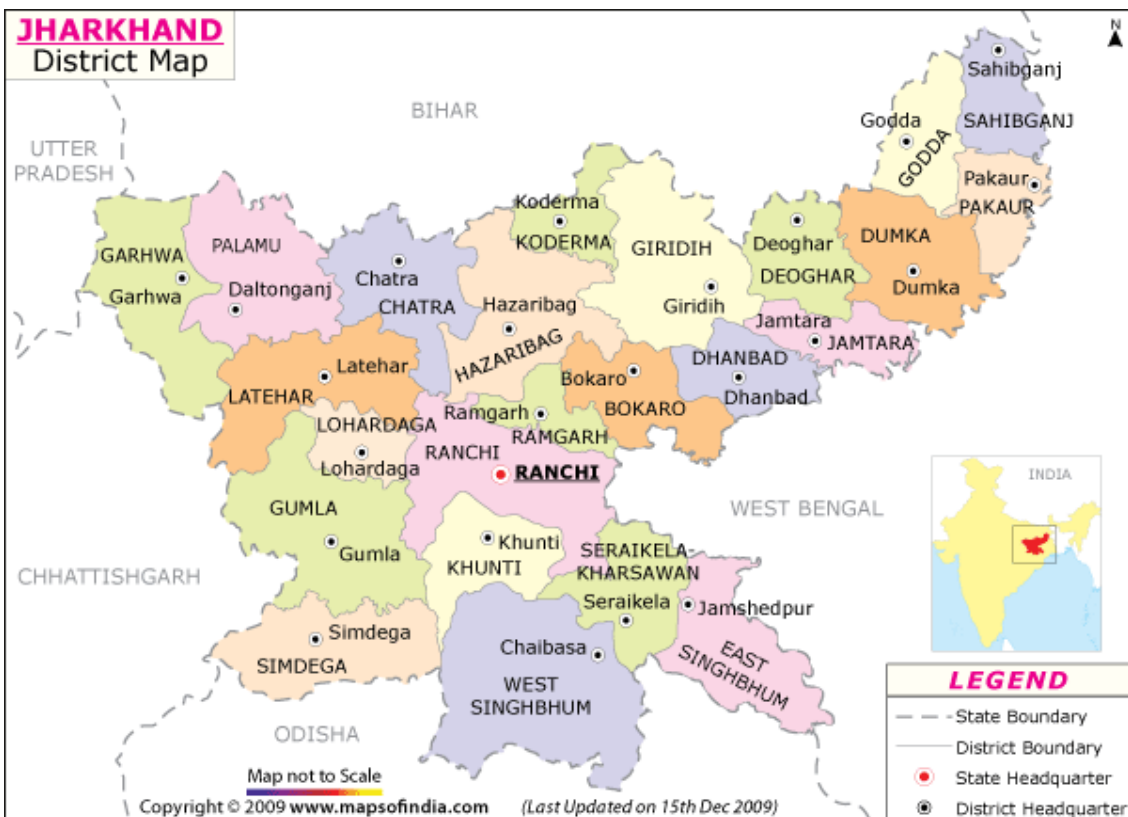 JHARKHAND
District Map
N
BIHAR
UTTER
PRADESH
Sahibganj
SAHIBGANJ
Godda
GODDA
Pakaur
PAKAUR
Koderma
KODERMA
GIRIDIH
Giridih
Deoghar
DEOGHAR
DUMKA
Dumka
GARHWA
Garhwa
PALAMU
Daltonganj
Chatra
CHATRA
Hazaribag
HAZARIBAG
Jamtara
JAMTARA
DHANBAD
Dhanbad
Latehar
LATEHAR
Bokaro
BOKARO
LOHARDAGA
Lohardaga
Ramgarh
RAMGARH
RANCHI
RANCHI
GUMLA
Gumla
WEST BENGAL
INDIA
Khunti
KHUNTI
SERAIKELA-
KHARSAWAN
Seraikela
CHHATTISHGARH
Jamshedpur
EAST
SINGHBHUM
Simdega
SIMDEGA
Chaibasa
WEST
SINGHBHUM
ODISHA
LEGEND
State Boundary
District Boundary
State Headquarter
District Headquarter
Map not to Scale
Copyright © 2009 www.mapsofindia.com
(Last Updated on 15th Dec 2009)